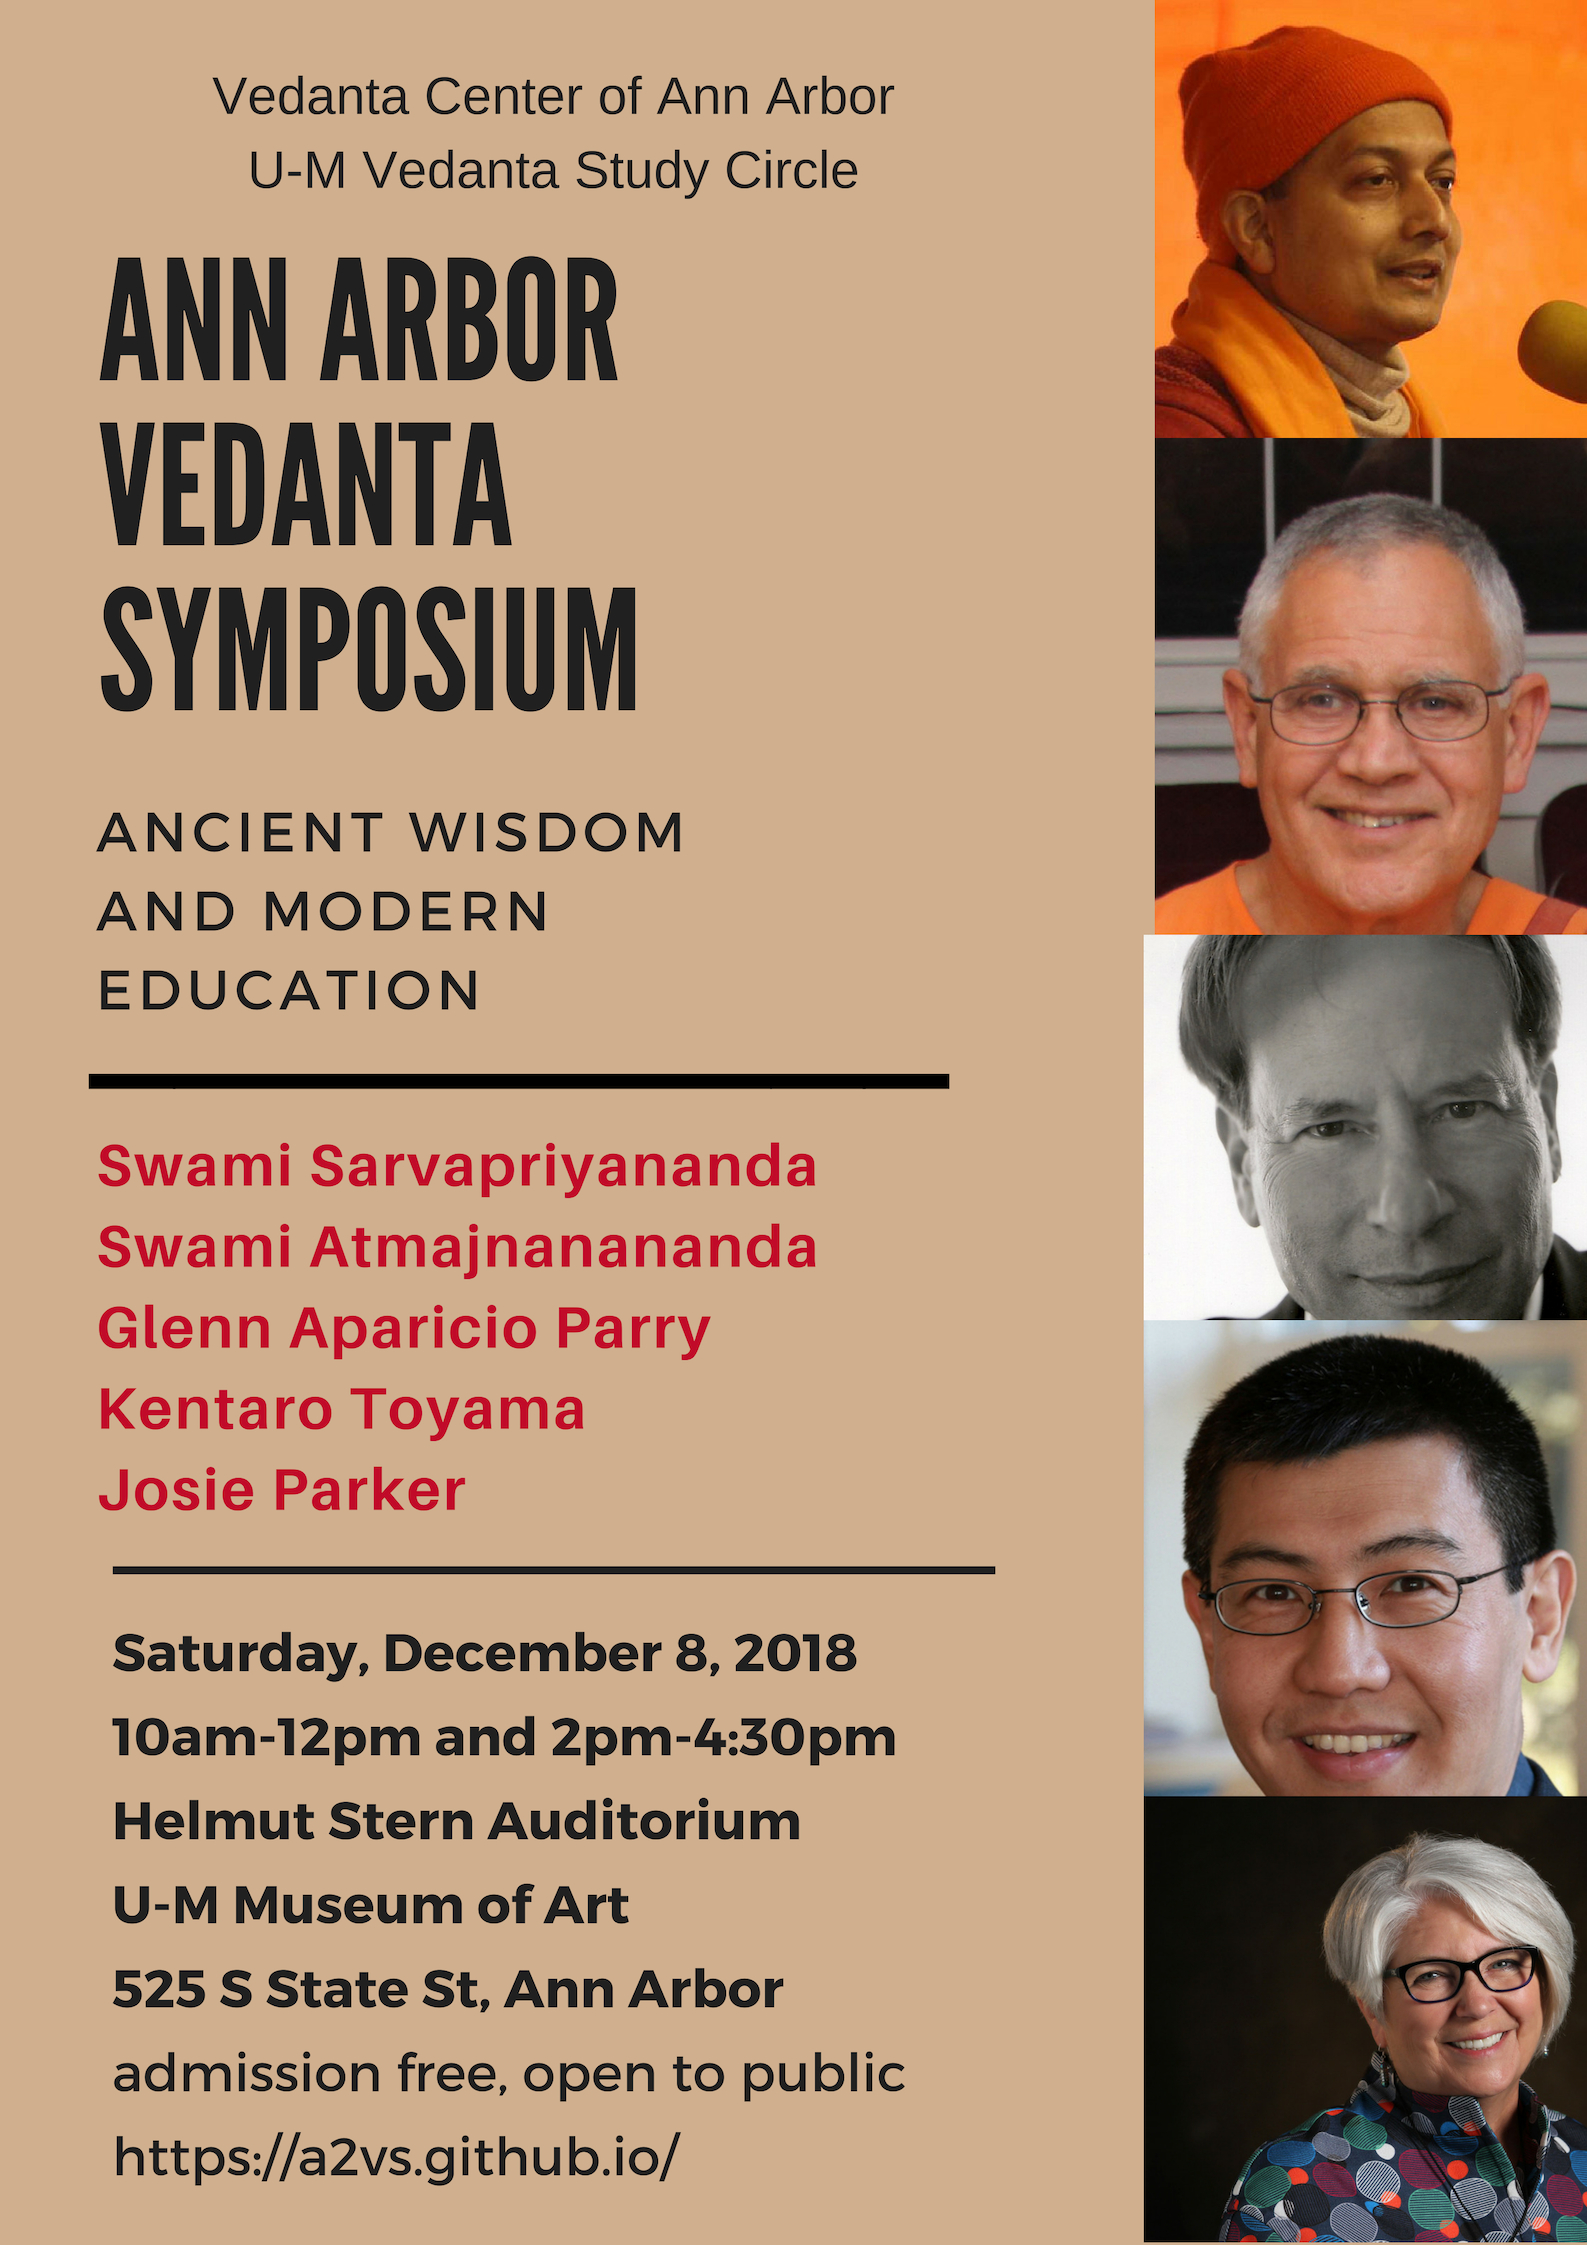 Vedanta Center of Ann Arbor
U-M Vedanta Study Circle
ANN ARBOR
VEDANTA
SYMPOSIUM
ANCIENT WISDOM
AND MODERN
EDUCATION
Swami Sarvapriyananda
Swami Atmajnanananda
Glenn Aparicio Parry
Kentaro Toyama
Josie Parker
Saturday, December 8, 2018
10am-12pm and 2pm-4:30pm
Helmut Stern Auditorium
U-M Museum of Art
525 S State St, Ann Arbor
admission free, open to public
https://a2vs.github.io/